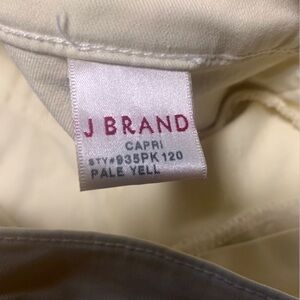 J BRAND
CAPRI
STY#935PK120
PALE YELL